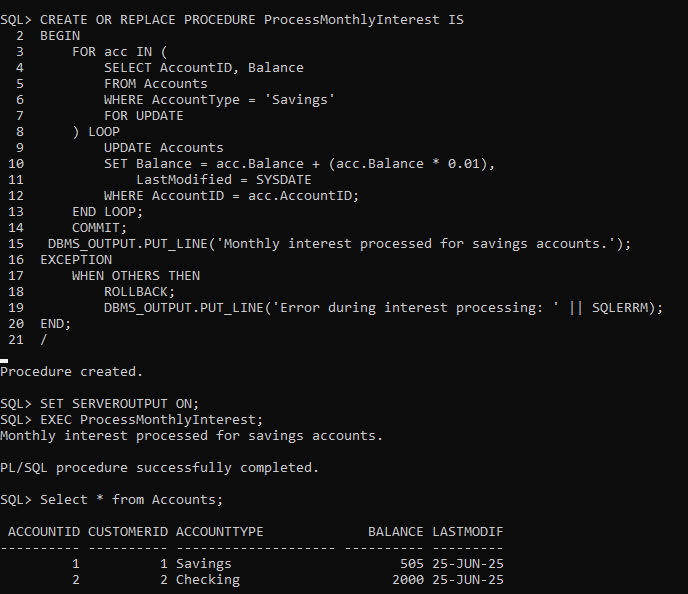 SQL> CREATE OR REPLACE PROCEDURE ProcessMonthlyInterest IS
  2  BEGIN
  3      FOR acc IN (
  4          SELECT AccountID, Balance
  5          FROM Accounts
  6          WHERE AccountType = 'Savings'
  7          FOR UPDATE
  8      ) LOOP
  9          UPDATE Accounts
 10          SET Balance = acc.Balance + (acc.Balance * 0.01),
 11              LastModified = SYSDATE
 12          WHERE AccountID = acc.AccountID;
 13      END LOOP;
 14      COMMIT;
 15   DBMS_OUTPUT.PUT_LINE('Monthly interest processed for savings accounts.');
 16  EXCEPTION
 17      WHEN OTHERS THEN
 18          ROLLBACK;
 19          DBMS_OUTPUT.PUT_LINE('Error during interest processing: ' || SQLERRM);
 20  END;
 21  /
Procedure created.
SQL> SET SERVEROUTPUT ON;
SQL> EXEC ProcessMonthlyInterest;
Monthly interest processed for savings accounts.
PL/SQL procedure successfully completed.
SQL> Select * from Accounts;
 ACCOUNTID CUSTOMERID ACCOUNTTYPE             BALANCE LASTMODIF
---------- ---------- -------------------- ---------- ---------
         1          1 Savings                     505 25-JUN-25
         2          2 Checking                   2000 25-JUN-25